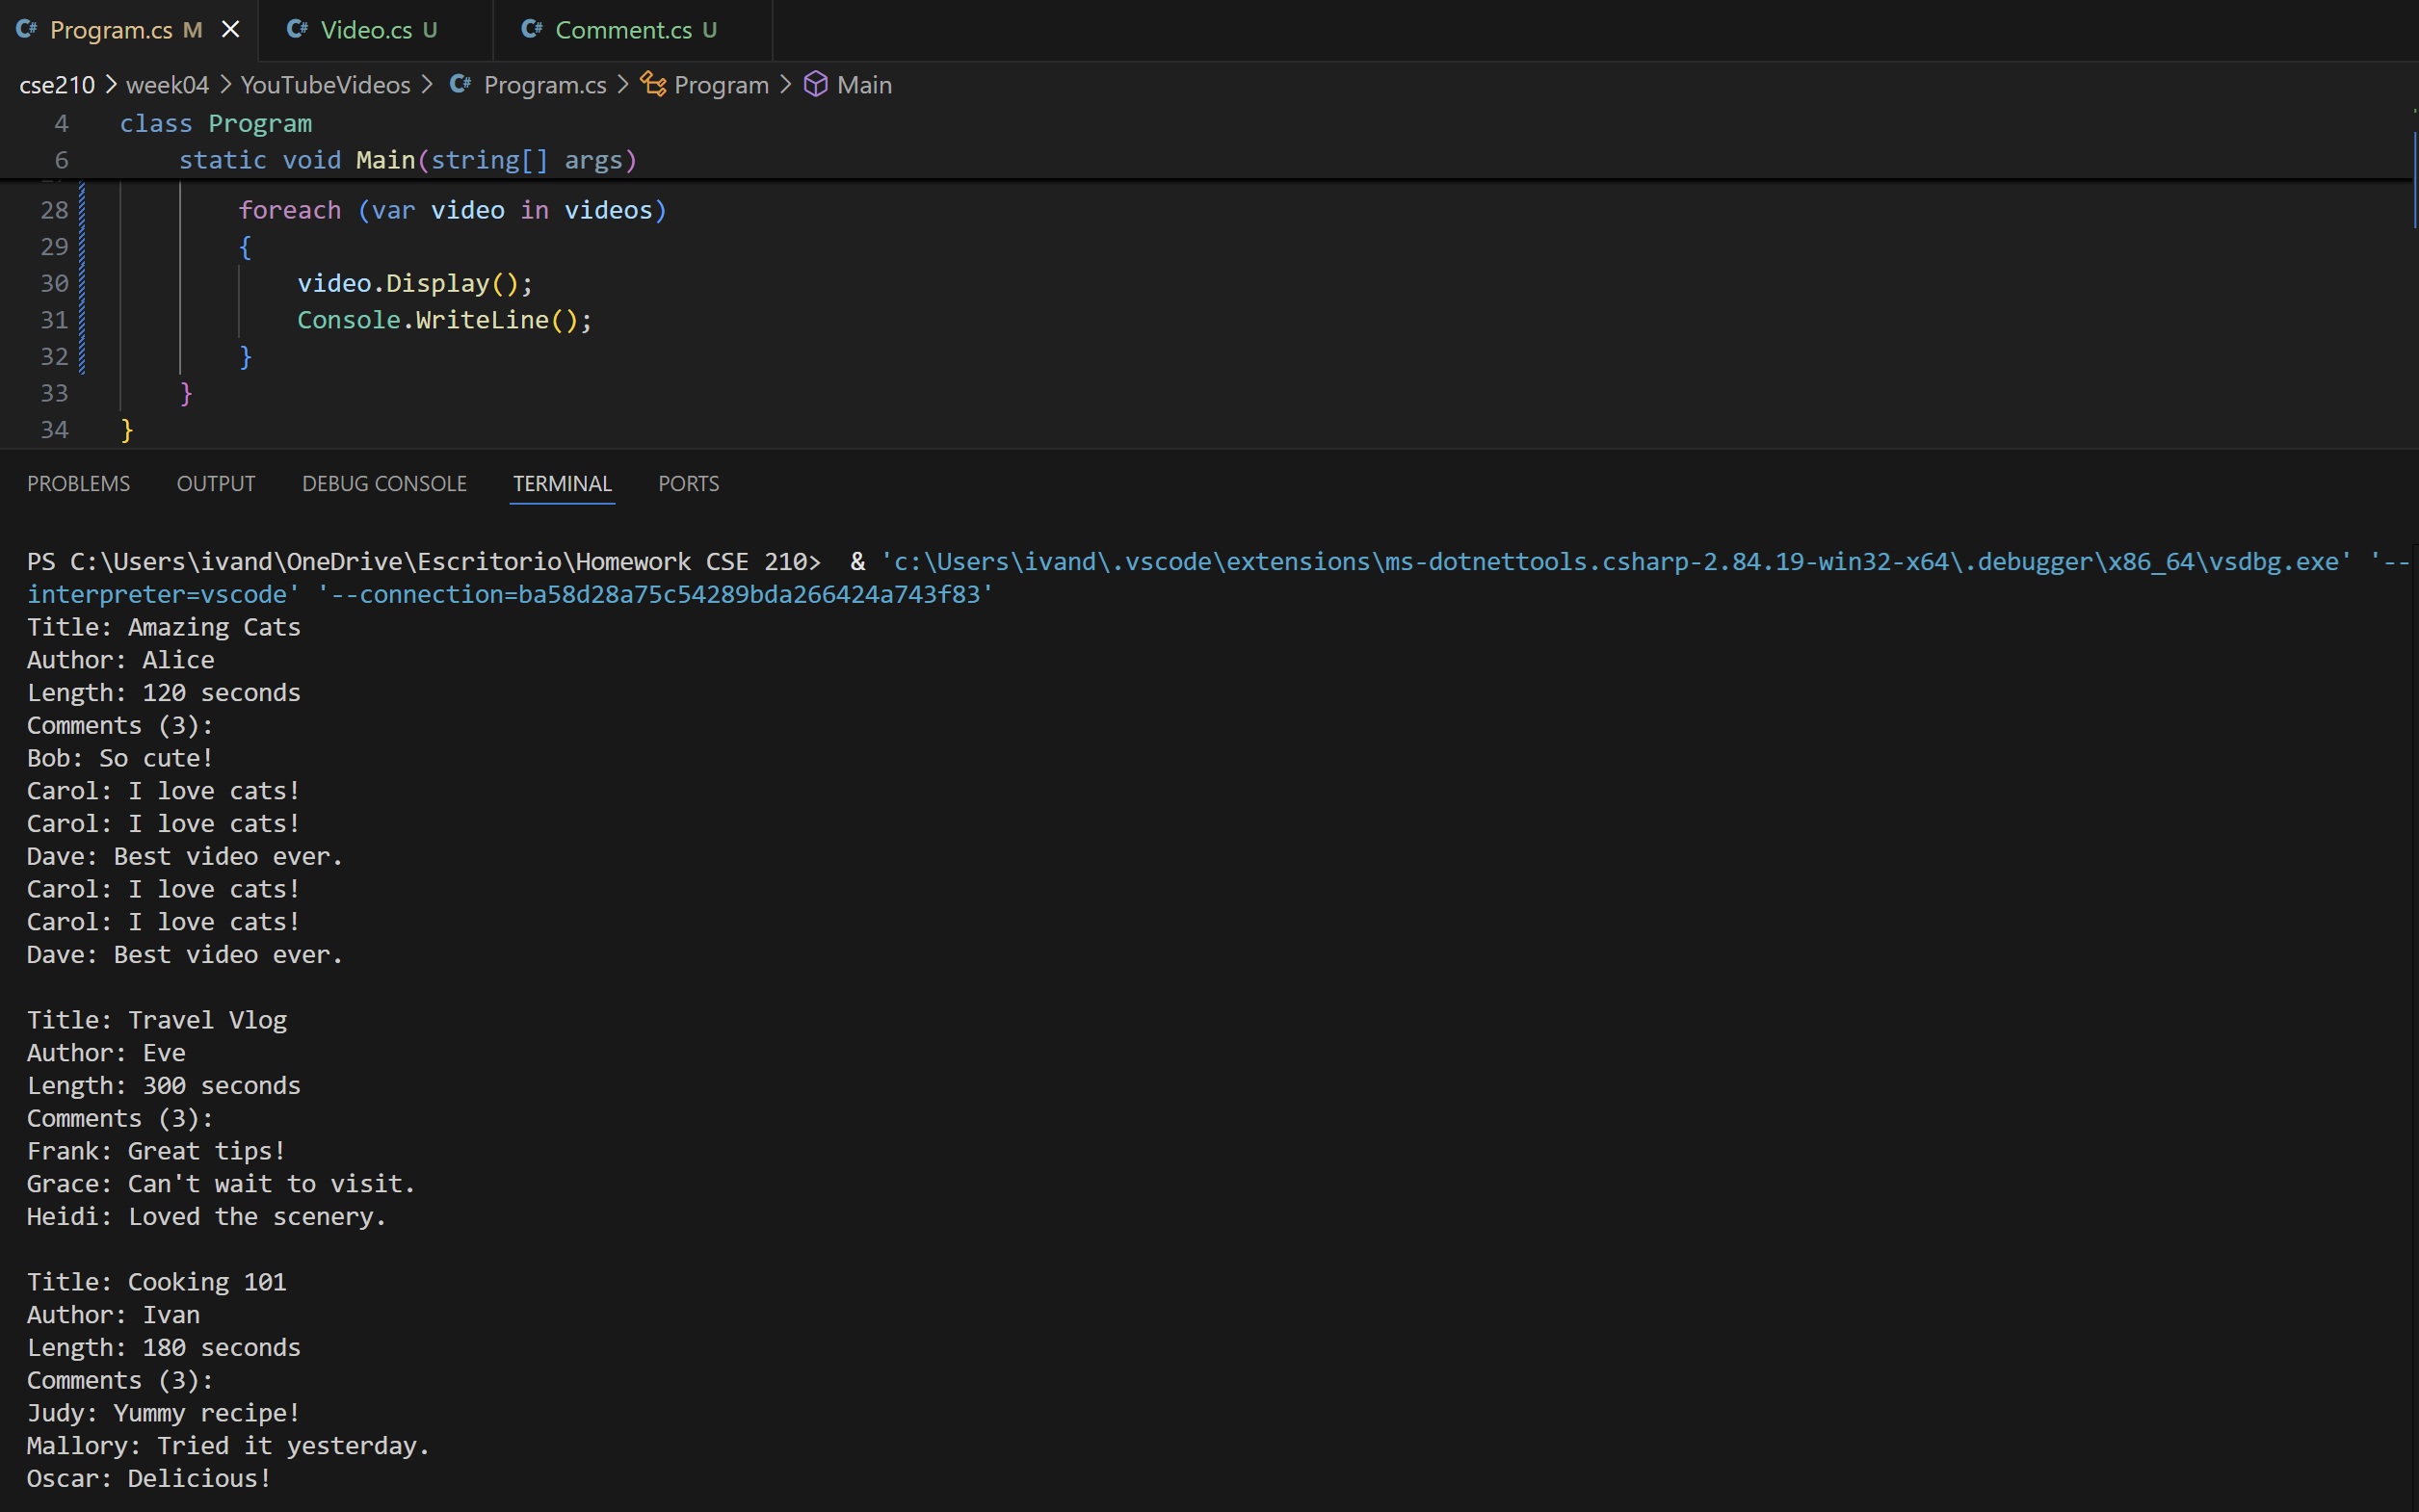 Program.cs M
Video.cs U
Comment.cs U
cse210 > week04 > YouTubeVideos > Program.cs > Program > Main
4 class Program
6 static void Main(string[] args)
28 foreach (var video in videos)
29 {
30 video.Display();
31 Console.WriteLine();
32 }
33 }
34 }
PROBLEMS OUTPUT DEBUG CONSOLE TERMINAL PORTS
PS C:\Users\ivand\OneDrive\Escritorio\Homework CSE 210>  & 'c:\Users\ivand\.vscode\extensions\ms-dotnettools.csharp-2.84.19-win32-x64\.debugger\x86_64\vsdbg.exe' '--
interpreter=vscode' '--connection=ba58d28a75c54289bda266424a743f83'
Title: Amazing Cats
Author: Alice
Length: 120 seconds
Comments (3):
Bob: So cute!
Carol: I love cats!
Carol: I love cats!
Dave: Best video ever.
Carol: I love cats!
Carol: I love cats!
Dave: Best video ever.
Title: Travel Vlog
Author: Eve
Length: 300 seconds
Comments (3):
Frank: Great tips!
Grace: Can't wait to visit.
Heidi: Loved the scenery.
Title: Cooking 101
Author: Ivan
Length: 180 seconds
Comments (3):
Judy: Yummy recipe!
Mallory: Tried it yesterday.
Oscar: Delicious!